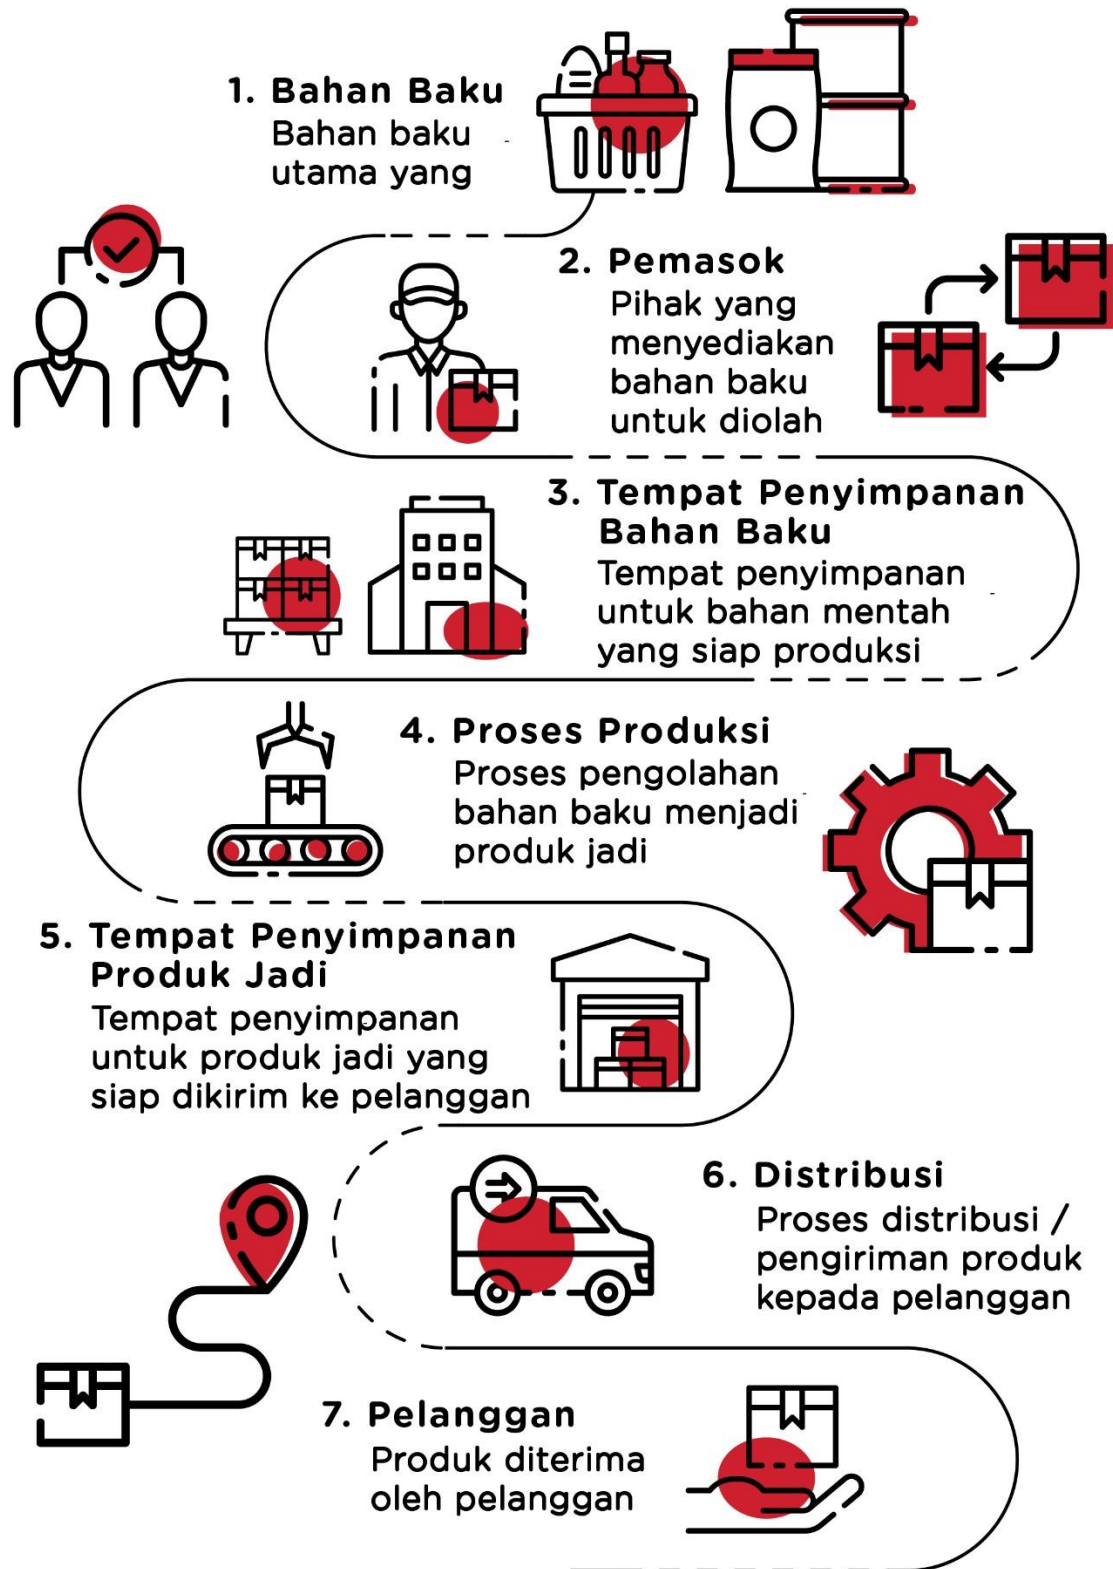 1. Bahan Baku
Bahan baku
utama yang
2. Pemasok
Pihak yang
menyediakan
bahan baku
untuk diolah
3. Tempat Penyimpanan
Bahan Baku
Tempat penyimpanan
untuk bahan mentah
yang siap produksi
4. Proses Produksi
Proses pengolahan
bahan baku menjadi
produk jadi
5. Tempat Penyimpanan
Produk Jadi
Tempat penyimpanan
untuk produk jadi yang
siap dikirim ke pelanggan
6. Distribusi
Proses distribusi /
pengiriman produk
kepada pelanggan
7. Pelanggan
Produk diterima
oleh pelanggan